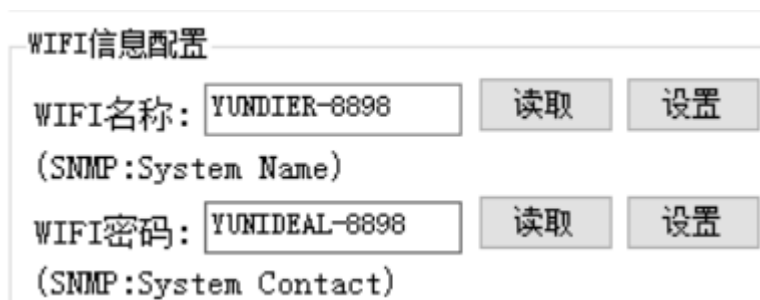 WIFI信息配置
WIFI名称: YUNDIER-8898 读取 设置
(SNMP:System Name)
WIFI密码: YUNIDEAL-8898 读取 设置
(SNMP:System Contact)